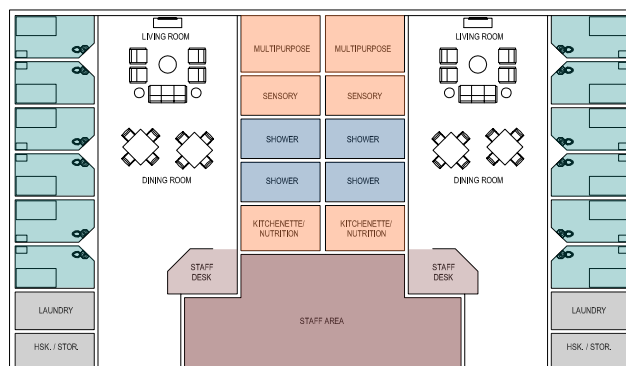 LIVING ROOM
MULTIPURPOSE
MULTIPURPOSE
LIVING ROOM
SENSORY
SENSORY
SHOWER
SHOWER
DINING ROOM
SHOWER
SHOWER
DINING ROOM
KITCHENETTE/
NUTRITION
KITCHENETTE/
NUTRITION
STAFF
DESK
STAFF
DESK
LAUNDRY
STAFF AREA
LAUNDRY
HSK. / STOR.
HSK. / STOR.